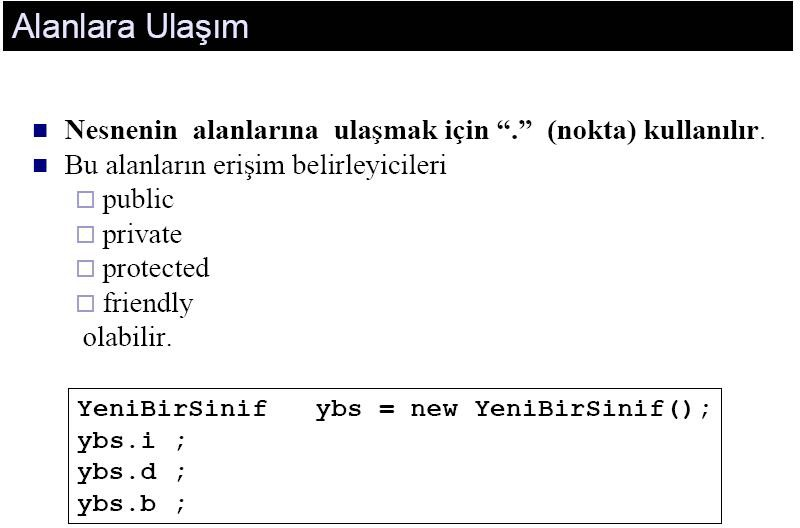 Alanlara Ulaşım
Nesnenin alanlarına ulaşmak için “.” (nokta) kullanılır.
Bu alanların erişim belirleyicileri
public
private
protected
friendly
olabilir.
YeniBirSinif ybs = new YeniBirSinif();
ybs.i ;
ybs.d ;
ybs.b ;